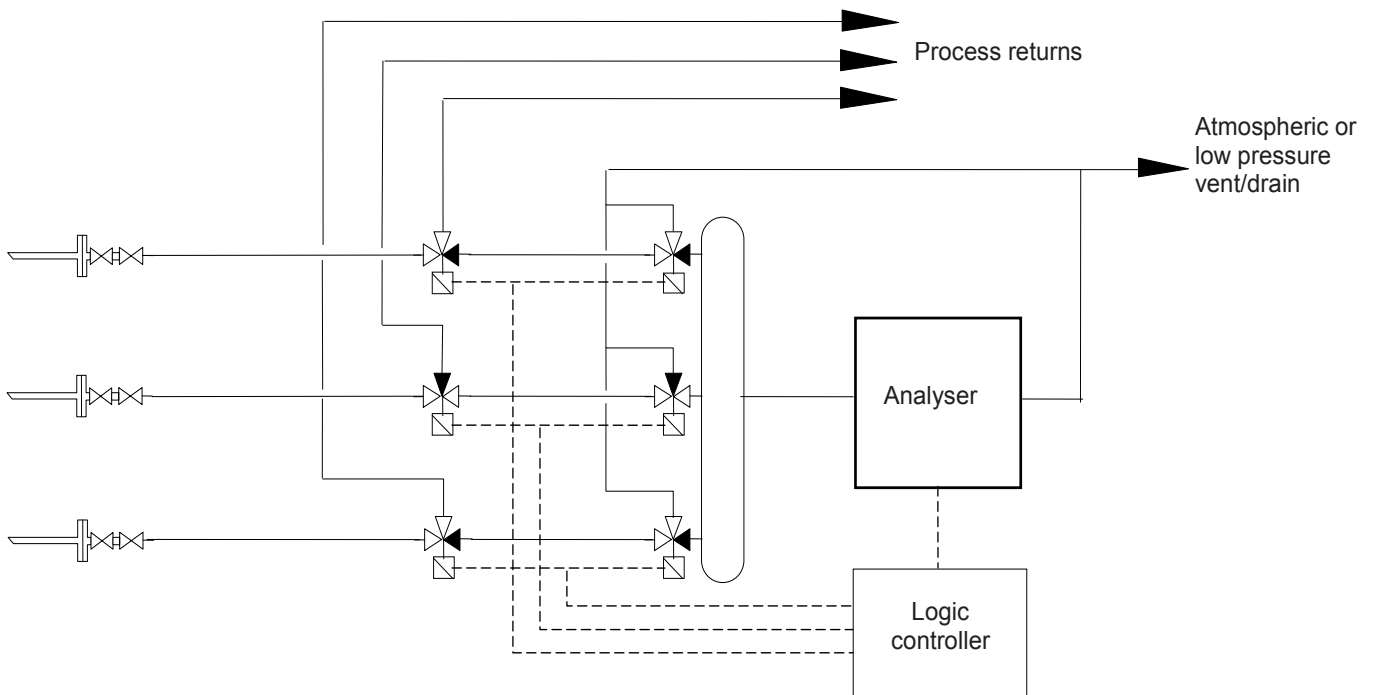 Process returns
Atmospheric or
low pressure
vent/drain
Analyser
Logic
controller